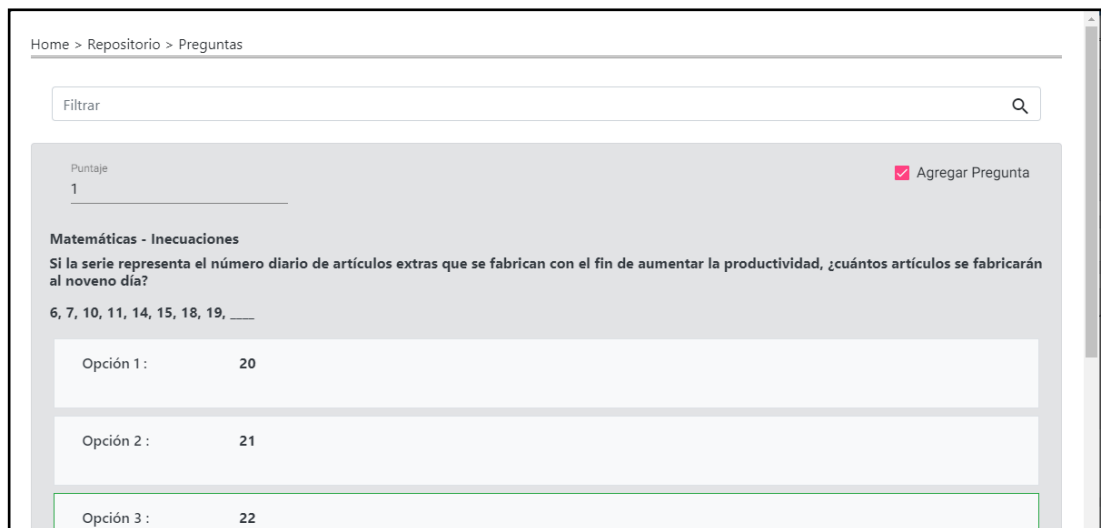 Home > Repositorio > Preguntas
Filtrar
Puntaje
1
Agregar Pregunta
Matemáticas - Inecuaciones
Si la serie representa el número diario de artículos extras que se fabrican con el fin de aumentar la productividad, ¿cuántos artículos se fabricarán
al noveno día?
6, 7, 10, 11, 14, 15, 18, 19, ____
Opción 1 : 20
Opción 2 : 21
Opción 3 : 22